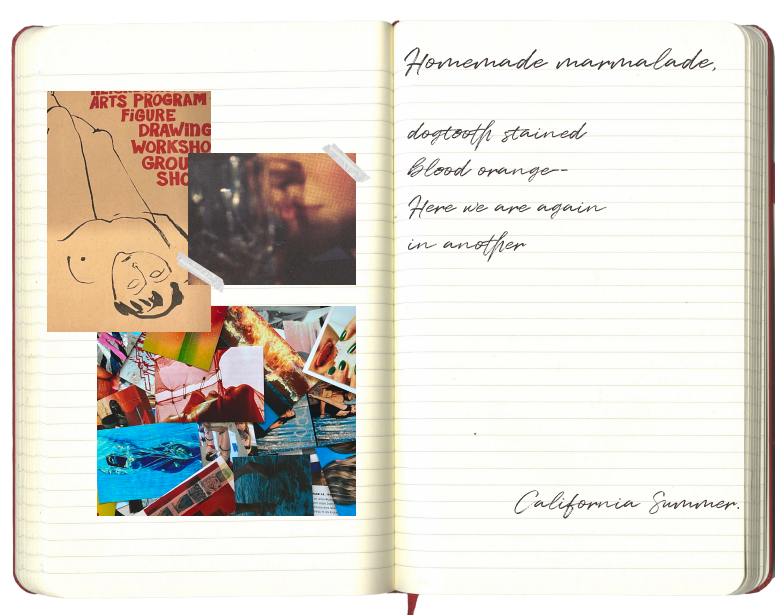 ARTS PROGRAM
FiGURE
DRAWING
WORKSHO
GROU
SHO
Homemade marmalade,
dogtooth stained
Blood orange--
Here we are again
in another
California Summer.